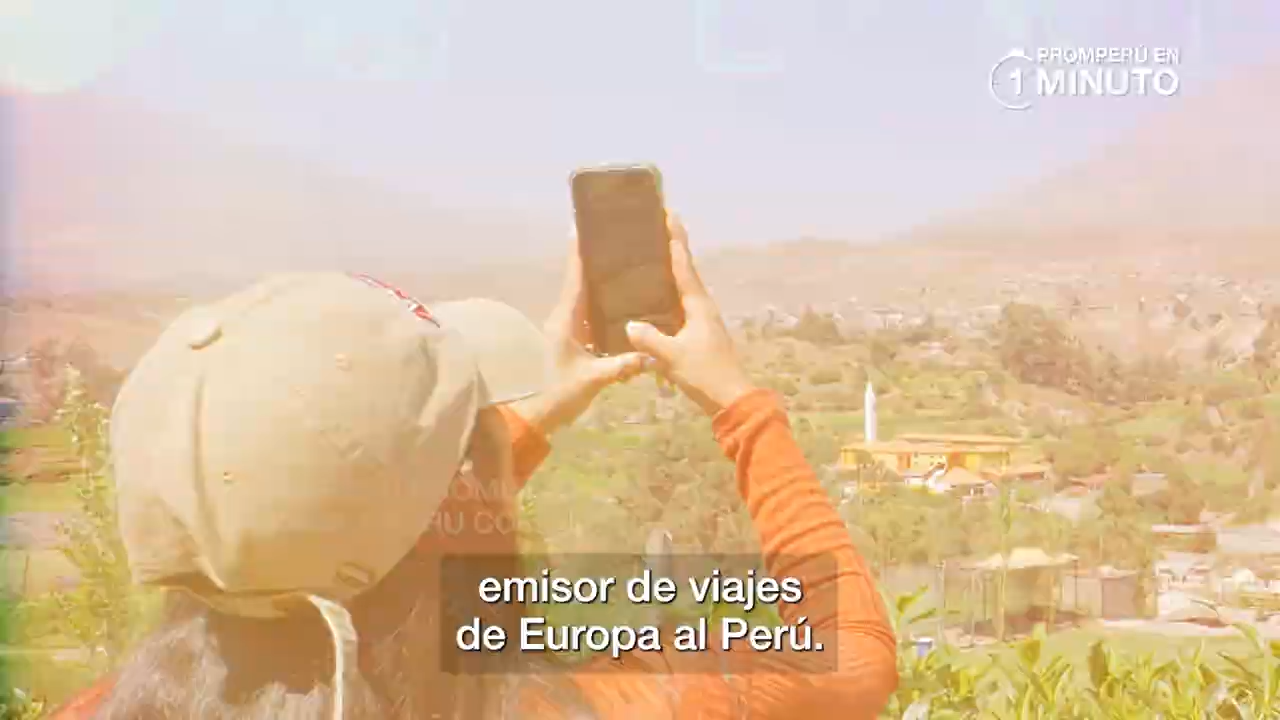 PROMPERÚ EN
1 MINUTO
emisor de viajes
de Europa al Perú.